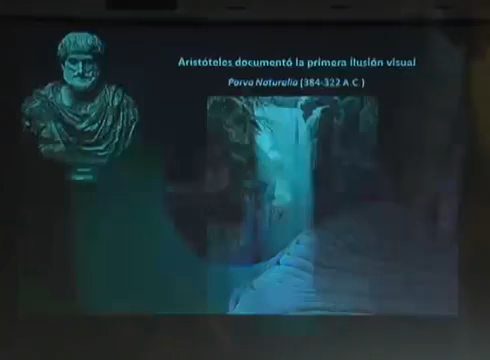 Aristóteles documentó la primera ilusión visual
Parva Naturalia (384-322 A.C.)